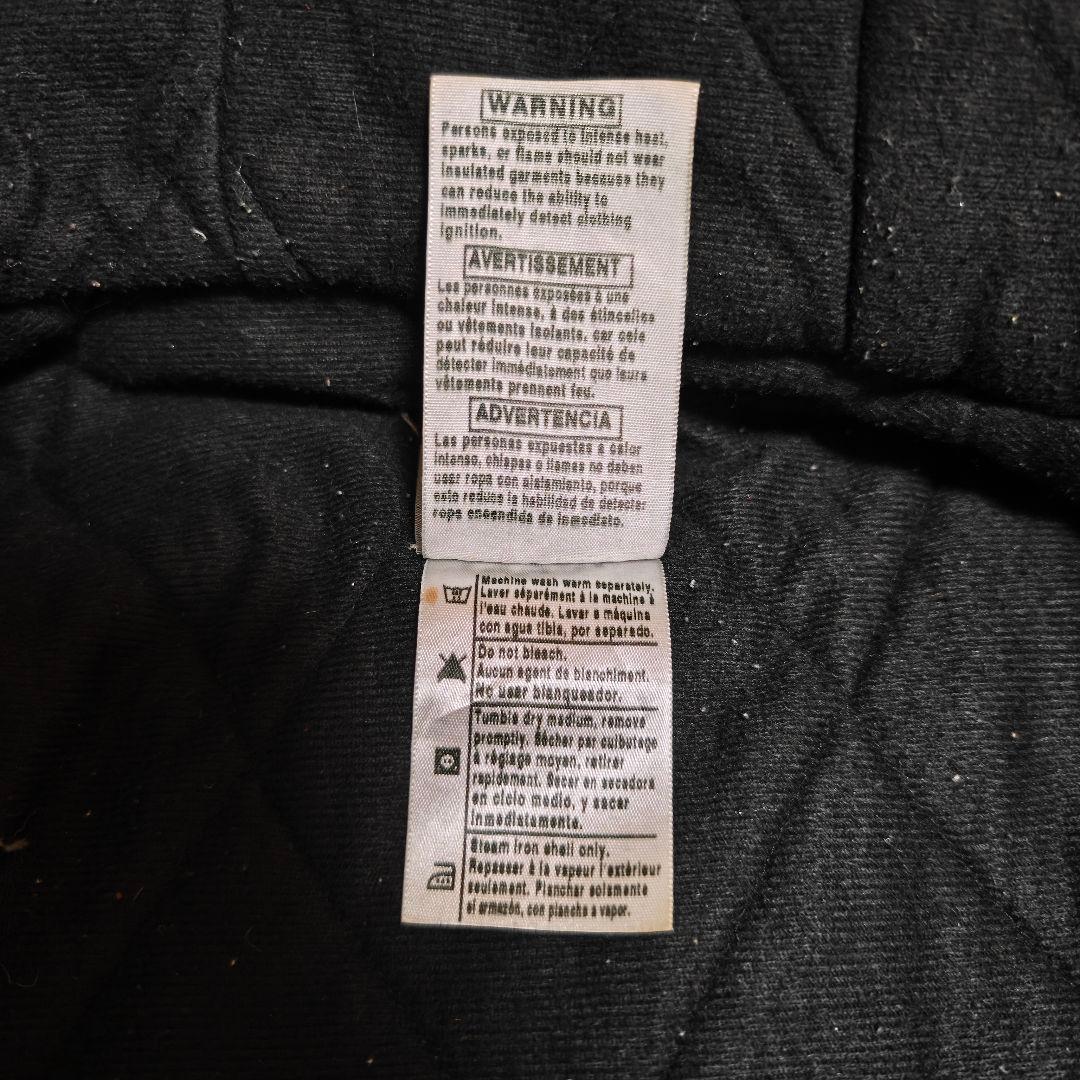 WARNING
Persons exposed to intense heat,
sparks, or flame should not wear
insulated garments because they
can reduce the ability to
immediately detect clothing
ignition.
AVERTISSEMENT
Les personnes exposées à une
chaleur intense, à des étincelles
ou vêtements isolants, car cele
peut réduire leur capacité de
détecter immédiatement que leurs
vêtements prennent feu.
ADVERTENCIA
Las personas expuestas a calor
intenso, chispas o llamas no deben
usar ropa con aislamiento, porque
esto reduce la habilidad de detectar
ropa encendida de inmediato.
Machine wash warm separately.
Laver séparément à la machine à
l'eau chaude. Lavar a máquina
con agua tibia, por separado.
Do not bleach.
Aucun agent de blanchiment.
No usar blanqueador.
Tumble dry medium, remove
promptly. Sécher par culbutage
à réglage moyen, retirer
rapidement. Secar en secadora
en ciclo medio, y sacar
inmediatamente.
Steam iron shell only.
Repasser à la vapeur l'extérieur
seulement. Planchar solamente
el armazón, con plancha a vapor.